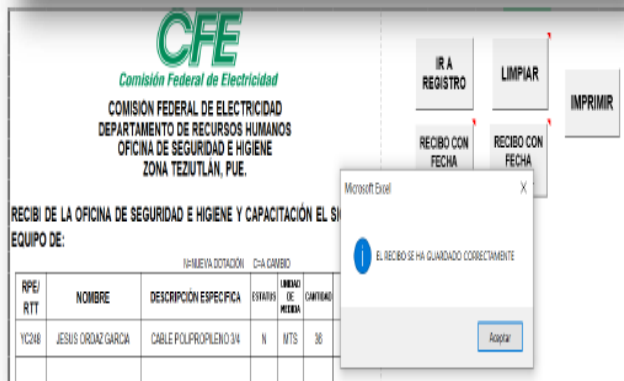 CFE
Comisión Federal de Electricidad
COMISIÓN FEDERAL DE ELECTRICIDAD
DEPARTAMENTO DE RECURSOS HUMANOS
OFICINA DE SEGURIDAD E HIGIENE
ZONA TEZIUTLÁN, PUE.
IR A
REGISTRO
LIMPIAR
IMPRIMIR
RECIBO CON
FECHA
RECIBO CON
FECHA
RECIBI DE LA OFICINA DE SEGURIDAD E HIGIENE Y CAPACITACIÓN EL
EQUIPO DE:
N=NUEVA DOTACIÓN C=A CAMBIO
RPE/
RTT
NOMBRE
DESCRIPCIÓN ESPECIFICA
ESTATUS
UNIDAD
DE
MEDIDA
CANTIDAD
YC248 JESUS ORDAZ GARCIA CABLE POLIPROPILENO 3/4 N MTS 36
Microsoft Excel
EL RECIBO SE HA GUARDADO CORRECTAMENTE
Aceptar